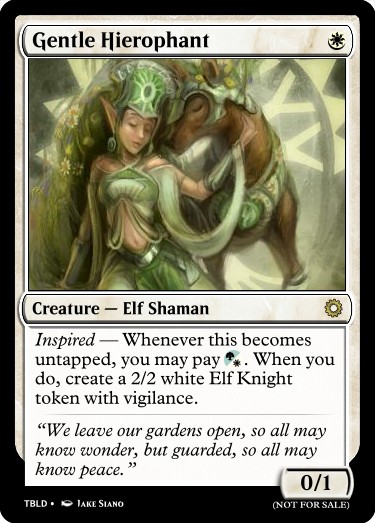 Gentle Hierophant
Creature — Elf Shaman
Inspired — Whenever this becomes
untapped, you may pay . When you
do, create a 2/2 white Elf Knight
token with vigilance.
“We leave our gardens open, so all may
know wonder, but guarded, so all may
know peace.”
0/1
TBLD • Jake Siano
(NOT FOR SALE)